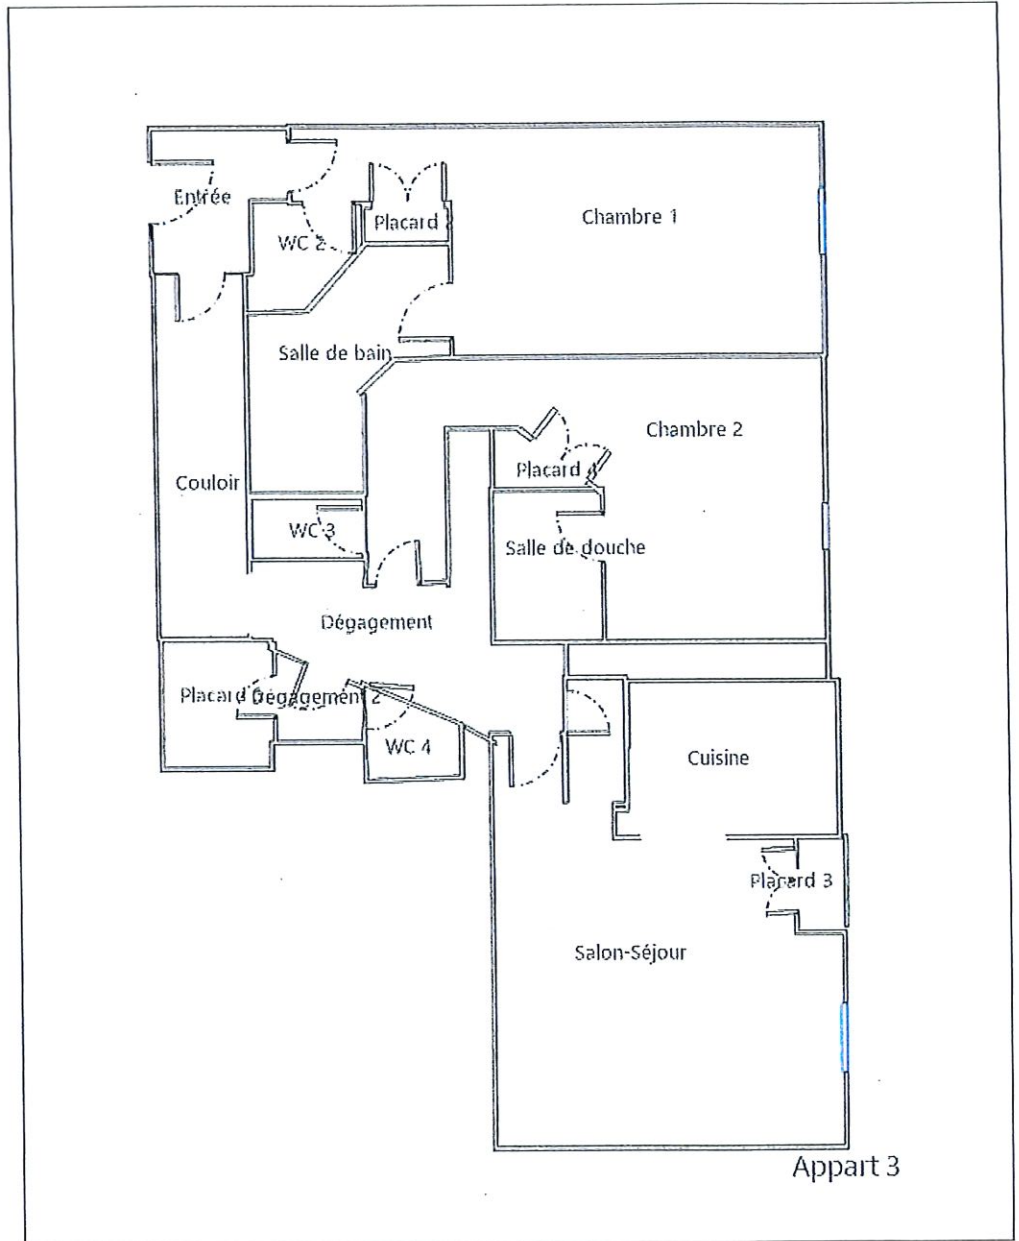 Entrée
Chambre 1
Placard
WC 2
Salle de bain
Chambre 2
Placard 4
Couloir
WC 3
Salle de douche
Dégagement
Placard
Dégagement 2
WC 4
Cuisine
Placard 3
Salon-Séjour
Appart 3